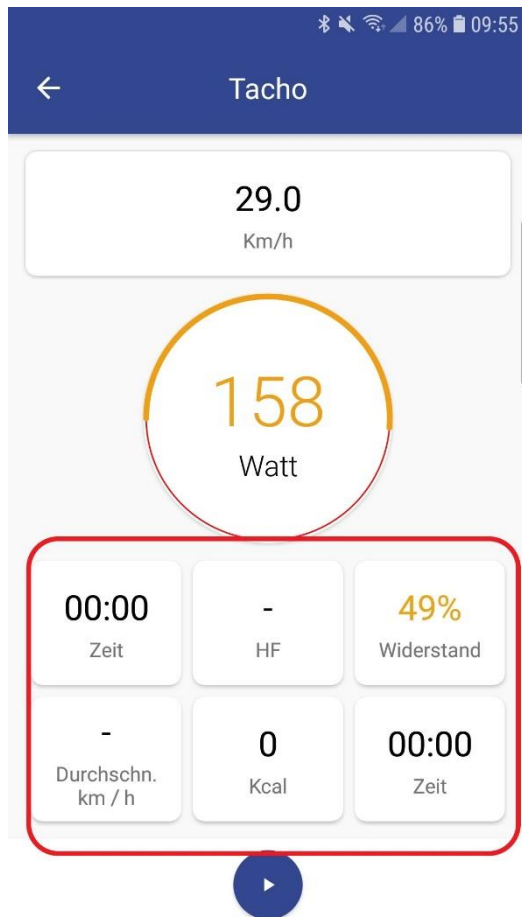 86% 09:55
Tacho
29.0
Km/h
158
Watt
00:00
Zeit
-
HF
49%
Widerstand
-
Durchschn.
km / h
0
Kcal
00:00
Zeit